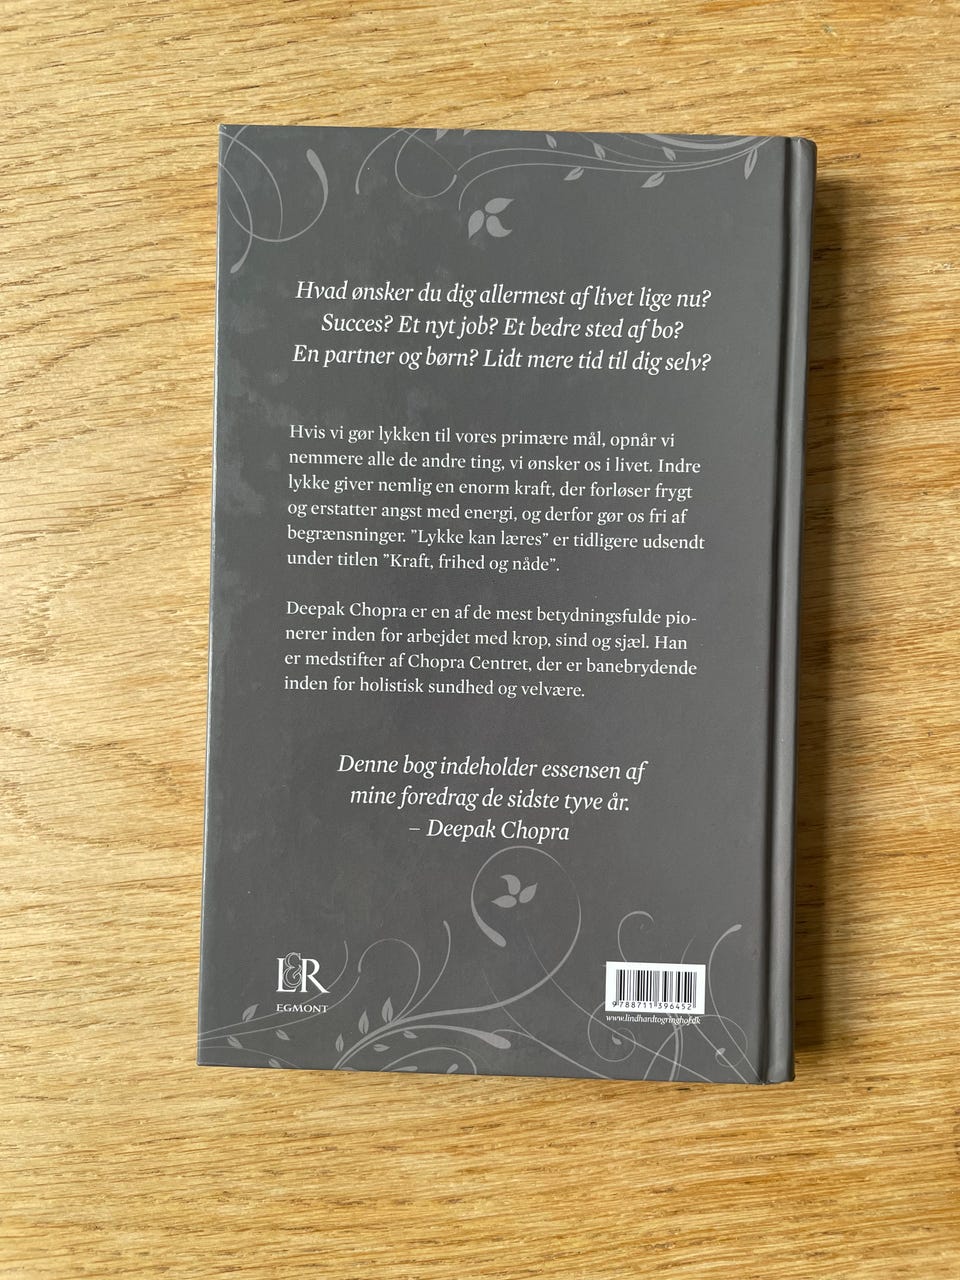 Hvad ønsker du dig allermest af livet lige nu?
Succes? Et nyt job? Et bedre sted af bo?
En partner og børn? Lidt mere tid til dig selv?
Hvis vi gør lykken til vores primære mål, opnår vi
nemmere alle de andre ting, vi ønsker os i livet. Indre
lykke giver nemlig en enorm kraft, der forløser frygt
og erstatter angst med energi, og derfor gør os fri af
begrænsninger. ”Lykke kan læres” er tidligere udsendt
under titlen ”Kraft, frihed og nåde”.
Deepak Chopra er en af de mest betydningsfulde pio-
nerer inden for arbejdet med krop, sind og sjæl. Han
er medstifter af Chopra Centret, der er banebrydende
inden for holistisk sundhed og velvære.
Denne bog indeholder essensen af
mine foredrag de sidste tyve år.
– Deepak Chopra
L&R
EGMONT
9 788711 396452
www.lindhardtogringhof.dk